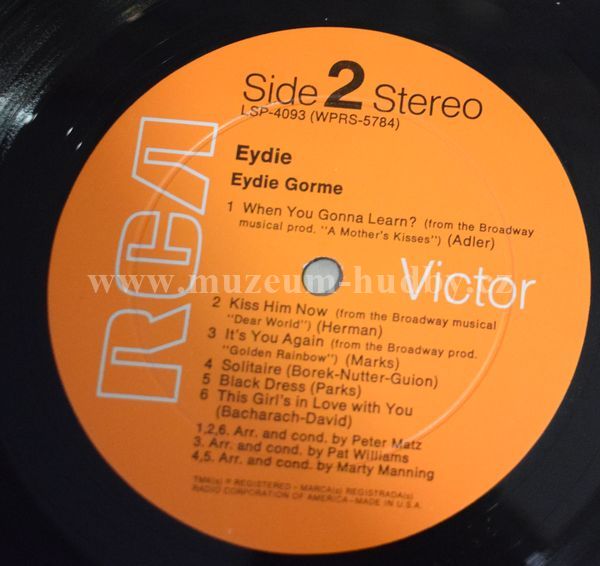 Side 2 Stereo
LSP-4093 (WPRS-5784)
Eydie
Eydie Gorme
1 When You Gonna Learn? (from the Broadway
musical prod. "A Mother's Kisses") (Adler)
www.muzeum-hudby.cz
RCA
Victor
2 Kiss Him Now (from the Broadway musical
"Dear World") (Herman)
3 It's You Again (from the Broadway prod.
"Golden Rainbow") (Marks)
4 Solitaire (Borek-Nutter-Guion)
5 Black Dress (Parks)
6 This Girl's in Love with You
(Bacharach-David)
1,2,6. Arr. and cond. by Peter Matz
3. Arr. and cond. by Pat Williams
4,5. Arr. and cond. by Marty Manning
TMK(s) ® REGISTERED • MARCA(s) REGISTRADA(s)
RADIO CORPORATION OF AMERICA—MADE IN U.S.A.